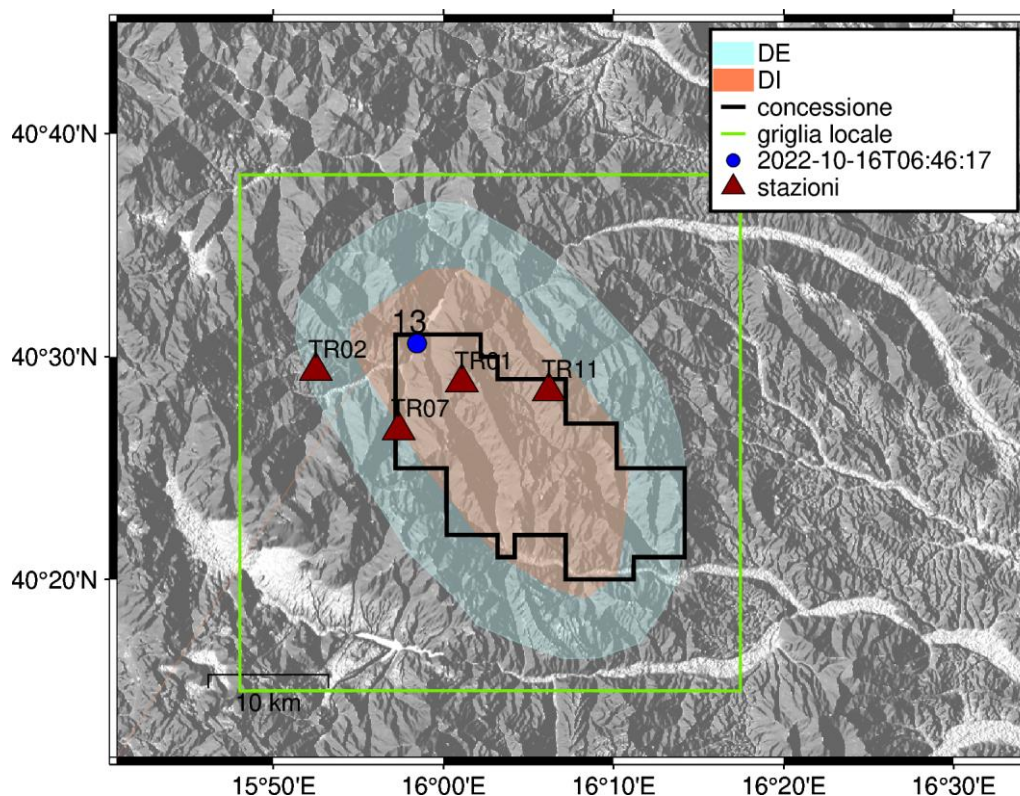 DE
DI
concessione
griglia locale
2022-10-16T06:46:17
stazioni
40°40'N
40°30'N
40°20'N
13
TR02
TR01
TR11
TR07
10 km
15°50'E
16°00'E
16°10'E
16°20'E
16°30'E